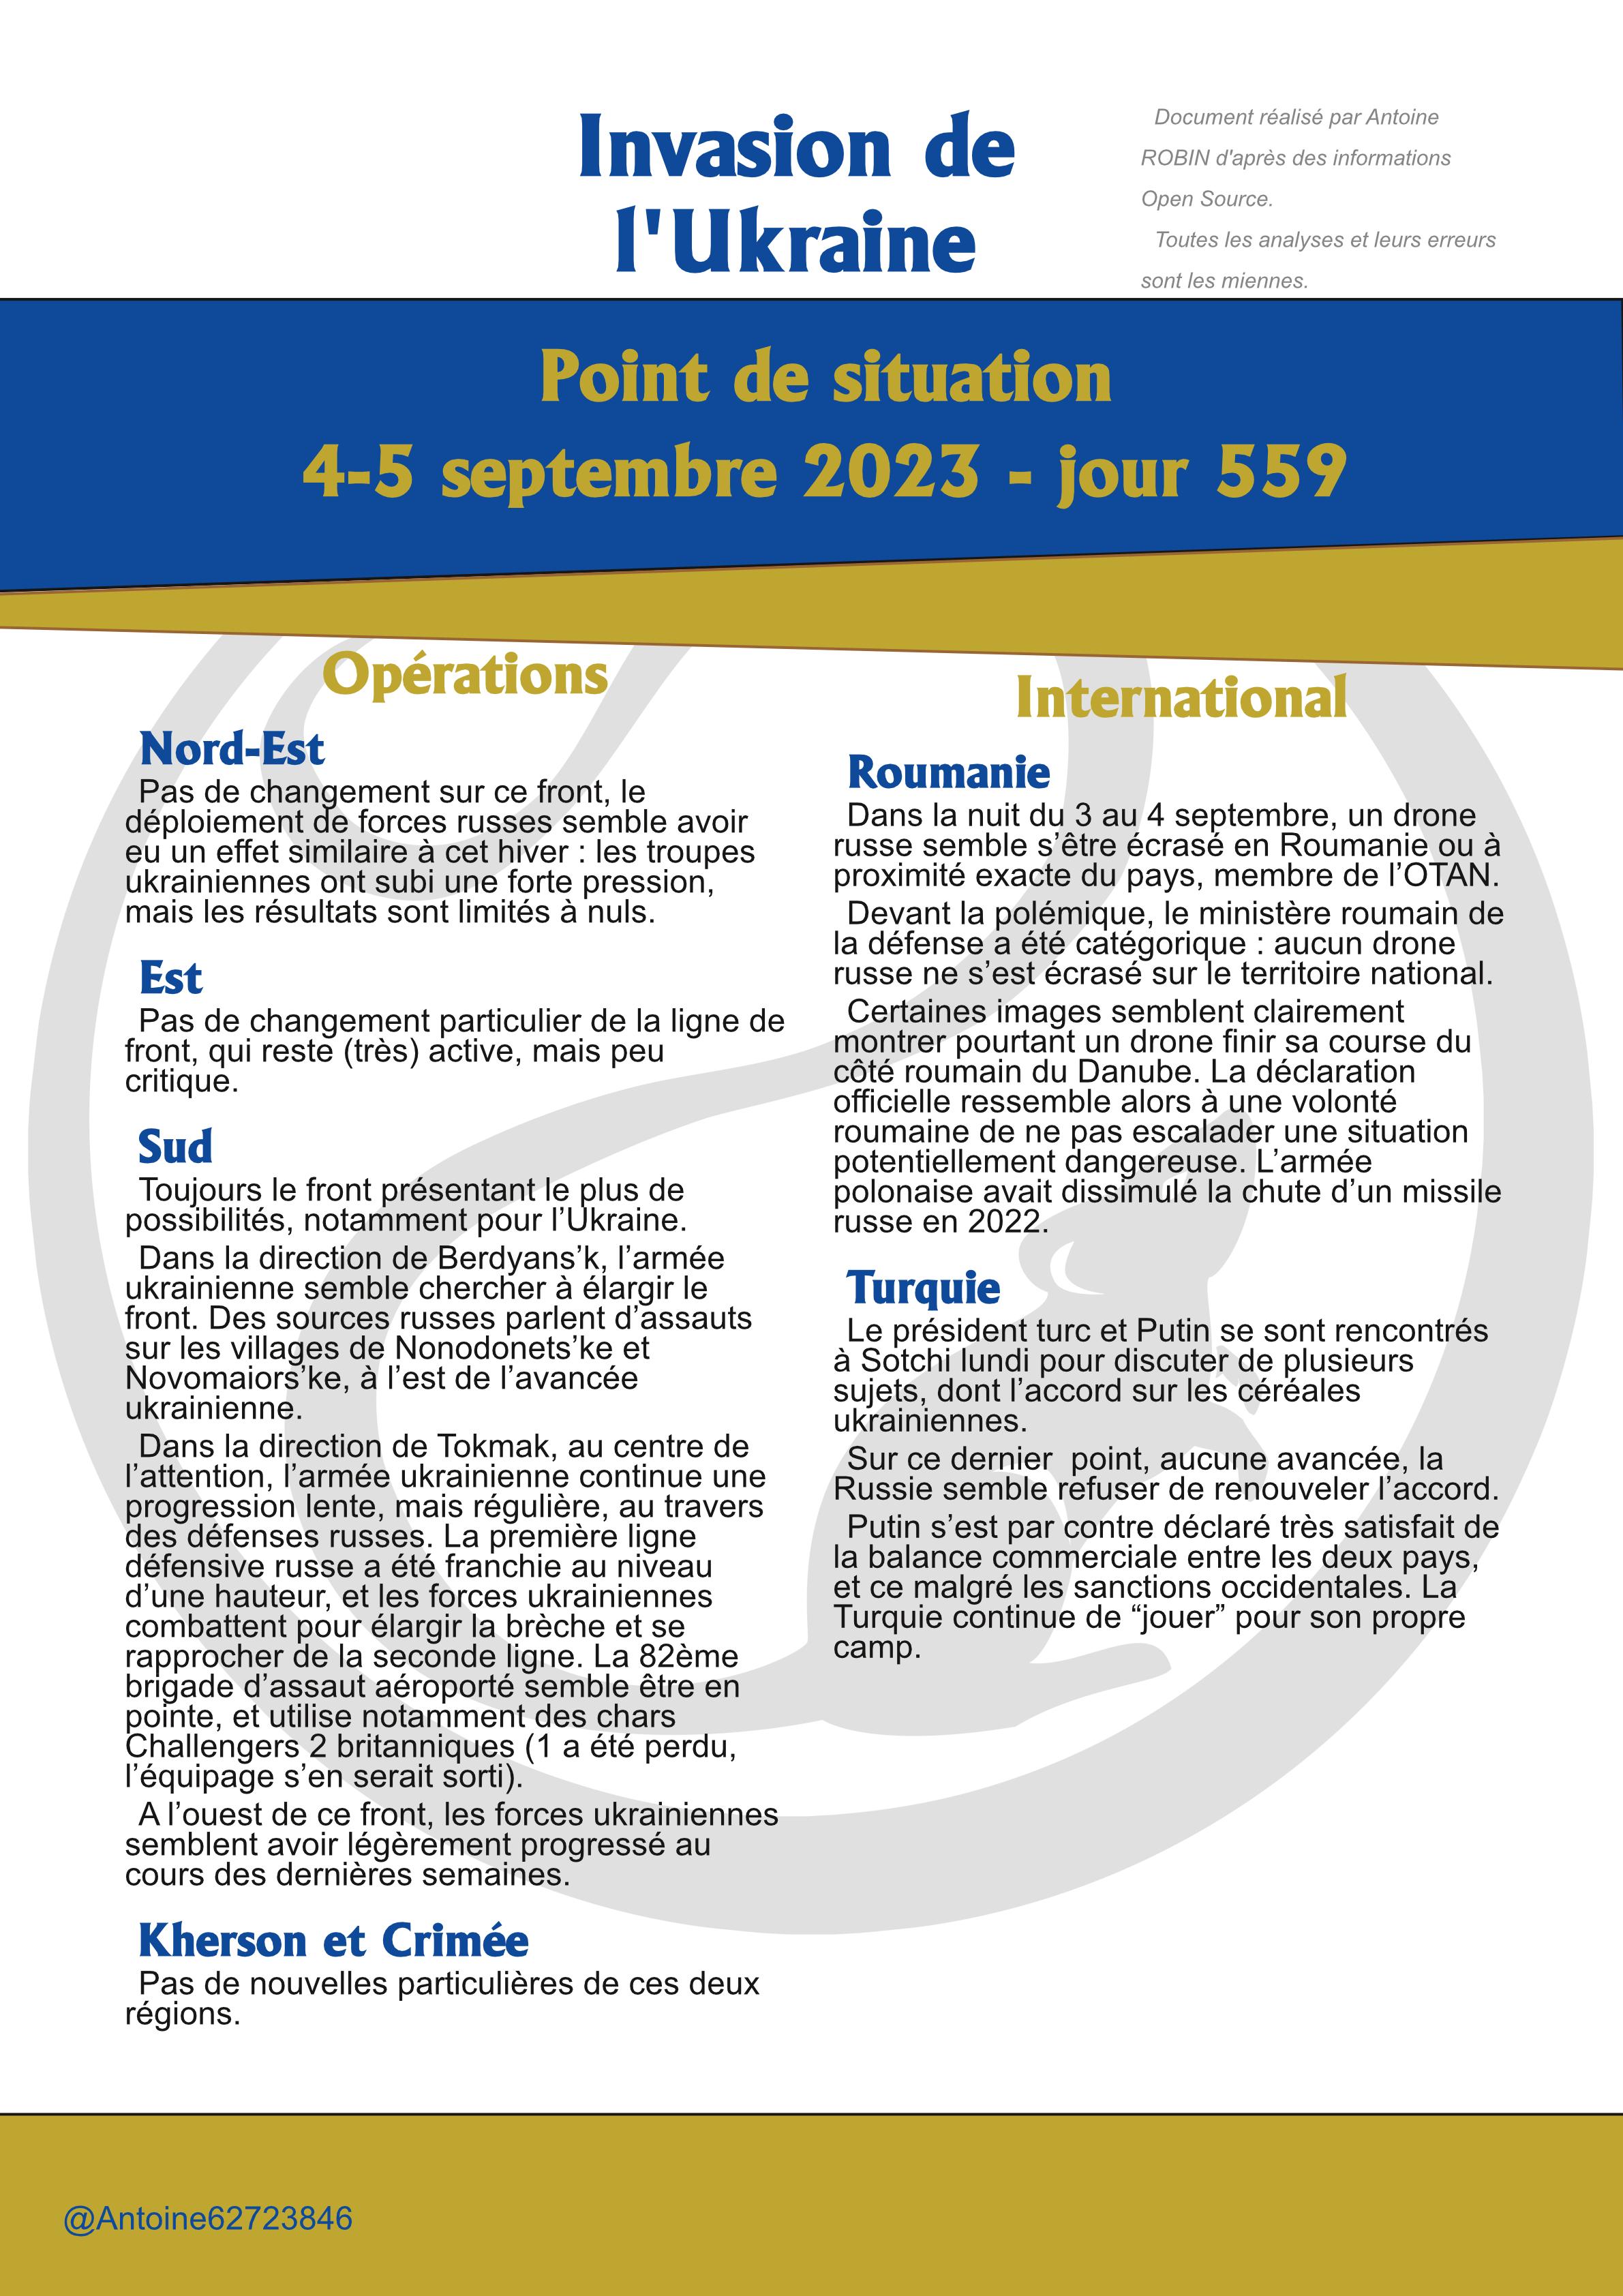 Invasion de
l'Ukraine
Document réalisé par Antoine
ROBIN d'après des informations
Open Source.
Toutes les analyses et leurs erreurs
sont les miennes.
Point de situation
4-5 septembre 2023 - jour 559
Opérations
Nord-Est
Pas de changement sur ce front, le
déploiement de forces russes semble avoir
eu un effet similaire à cet hiver : les troupes
ukrainiennes ont subi une forte pression,
mais les résultats sont limités à nuls.
Est
Pas de changement particulier de la ligne de
front, qui reste (très) active, mais peu
critique.
Sud
Toujours le front présentant le plus de
possibilités, notamment pour l’Ukraine.
Dans la direction de Berdyans’k, l’armée
ukrainienne semble chercher à élargir le
front. Des sources russes parlent d’assauts
sur les villages de Nonodonets’ke et
Novomaiors’ke, à l’est de l’avancée
ukrainienne.
Dans la direction de Tokmak, au centre de
l’attention, l’armée ukrainienne continue une
progression lente, mais régulière, au travers
des défenses russes. La première ligne
défensive russe a été franchie au niveau
d’une hauteur, et les forces ukrainiennes
combattent pour élargir la brèche et se
rapprocher de la seconde ligne. La 82ème
brigade d’assaut aéroporté semble être en
pointe, et utilise notamment des chars
Challengers 2 britanniques (1 a été perdu,
l’équipage s’en serait sorti).
A l’ouest de ce front, les forces ukrainiennes
semblent avoir légèrement progressé au
cours des dernières semaines.
Kherson et Crimée
Pas de nouvelles particulières de ces deux
régions.
International
Roumanie
Dans la nuit du 3 au 4 septembre, un drone
russe semble s’être écrasé en Roumanie ou à
proximité exacte du pays, membre de l’OTAN.
Devant la polémique, le ministère roumain de
la défense a été catégorique : aucun drone
russe ne s’est écrasé sur le territoire national.
Certaines images semblent clairement
montrer pourtant un drone finir sa course du
côté roumain du Danube. La déclaration
officielle ressemble alors à une volonté
roumaine de ne pas escalader une situation
potentiellement dangereuse. L’armée
polonaise avait dissimulé la chute d’un missile
russe en 2022.
Turquie
Le président turc et Putin se sont rencontrés
à Sotchi lundi pour discuter de plusieurs
sujets, dont l’accord sur les céréales
ukrainiennes.
Sur ce dernier  point, aucune avancée, la
Russie semble refuser de renouveler l’accord.
Putin s’est par contre déclaré très satisfait de
la balance commerciale entre les deux pays,
et ce malgré les sanctions occidentales. La
Turquie continue de “jouer” pour son propre
camp.
@Antoine62723846